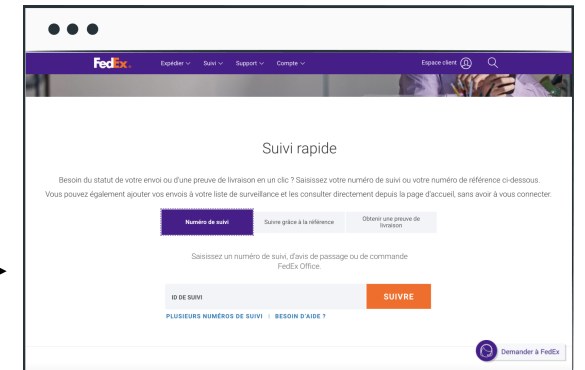 FedEx
Expédier
Suivi
Support
Compte
Espace client
Suivi rapide
Besoin du statut de votre envoi ou d'une preuve de livraison en un clic ? Saisissez votre numéro de suivi ou votre numéro de référence ci-dessous.
Vous pouvez également ajouter vos envois à votre liste de surveillance et les consulter directement depuis la page d'accueil, sans avoir à vous connecter.
Numéro de suivi
Suivre grâce à la référence
Obtenir une preuve de
livraison
Saisissez un numéro de suivi, d'avis de passage ou de commande
FedEx Office.
ID DE SUIVI
SUIVRE
PLUSIEURS NUMÉROS DE SUIVI | BESOIN D'AIDE ?
Demander à FedEx